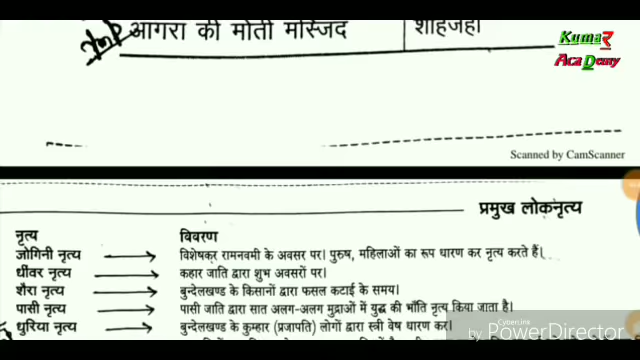 आगरा की मोती मस्जिद शाहजहाँ
Kumar
Academy
Scanned by CamScanner
प्रमुख लोकनृत्य
नृत्य विवरण
जोगिनी नृत्य विशेषकर रामनवमी के अवसर पर। पुरुष, महिलाओं का रूप धारण कर नृत्य करते हैं।
धींवर नृत्य कहार जाति द्वारा शुभ अवसरों पर।
शैरा नृत्य बुन्देलखण्ड के किसानों द्वारा फसल कटाई के समय।
पासी नृत्य पासी जाति द्वारा सात अलग-अलग मुद्राओं में युद्ध की भाँति नृत्य किया जाता है।
धुरिया नृत्य बुन्देलखण्ड के कुम्हार (प्रजापति) लोगों द्वारा स्त्री वेष धारण कर।
CyberLink
by PowerDirector